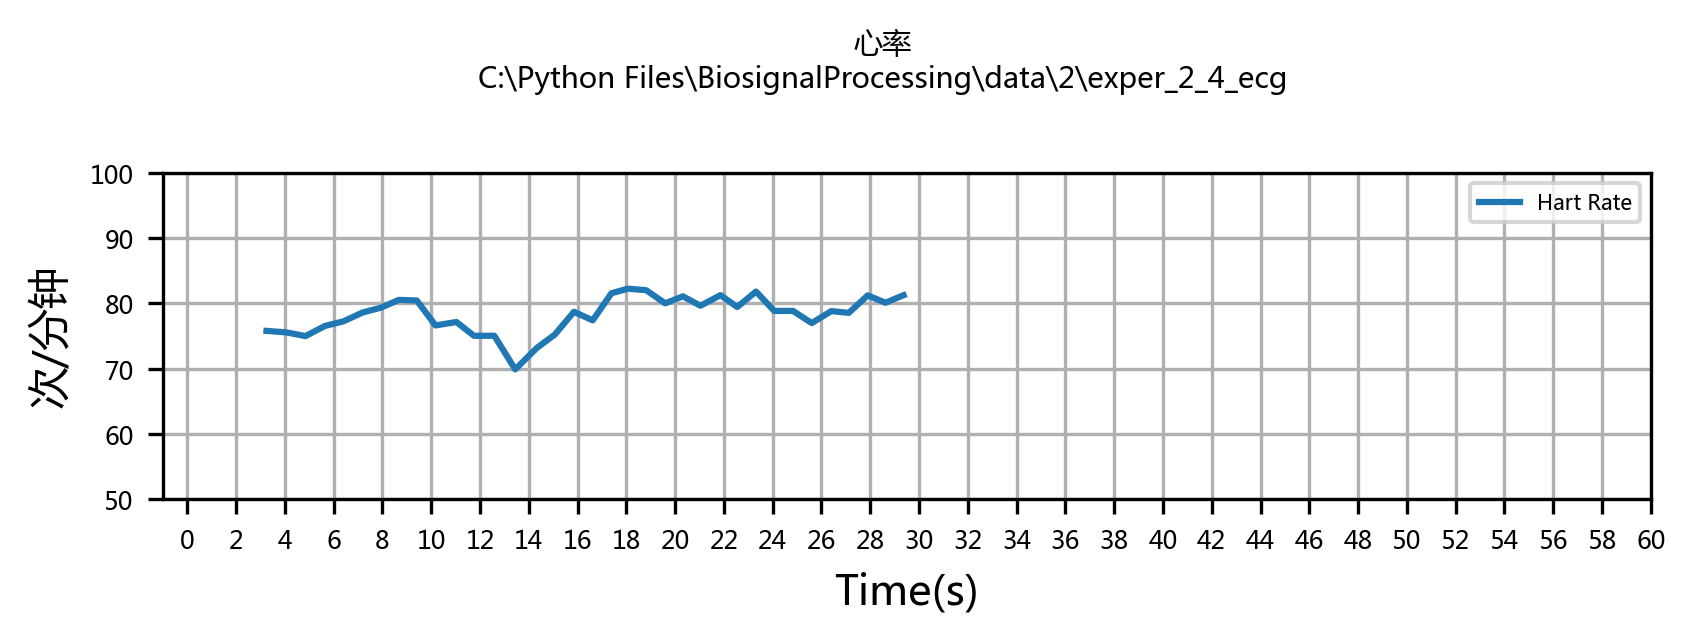 心率
C:\Python Files\BiosignalProcessing\data\2\exper_2_4_ecg
Hart Rate
次/分钟
100
90
80
70
60
50
0 2 4 6 8 10 12 14 16 18 20 22 24 26 28 30 32 34 36 38 40 42 44 46 48 50 52 54 56 58 60
Time(s)